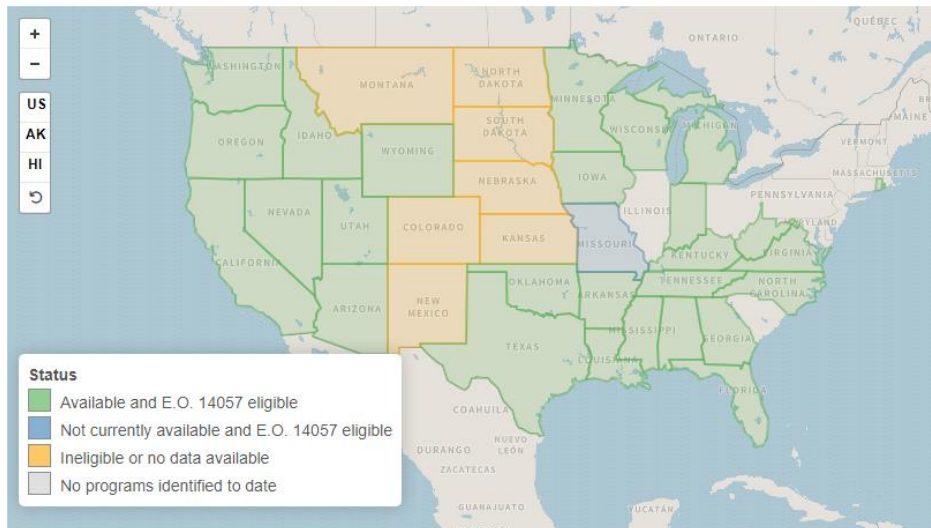 +
−
US
AK
HI
WASHINGTON
MONTANA
NORTH
DAKOTA
MINNESOTA
ONTARIO
QUÉBEC
MAINE
OREGON
IDAHO
WYOMING
SOUTH
DAKOTA
WISCONSIN
MICHIGAN
VERMONT
MASSACHUSETTS
NEBRASKA
IOWA
PENNSYLVANIA
NEVADA
UTAH
COLORADO
KANSAS
MISSOURI
ILLINOIS
CALIFORNIA
KENTUCKY
VIRGINIA
ARIZONA
NEW
MEXICO
OKLAHOMA
ARKANSAS
TENNESSEE
NORTH
CAROLINA
TEXAS
LOUISIANA
MISSISSIPPI
GEORGIA
FLORIDA
COAHUILA
DURANGO
NUEVO
LEÓN
ZACATECAS
GUANAJUATO
YUCATÁN
Status
Available and E.O. 14057 eligible
Not currently available and E.O. 14057 eligible
Ineligible or no data available
No programs identified to date